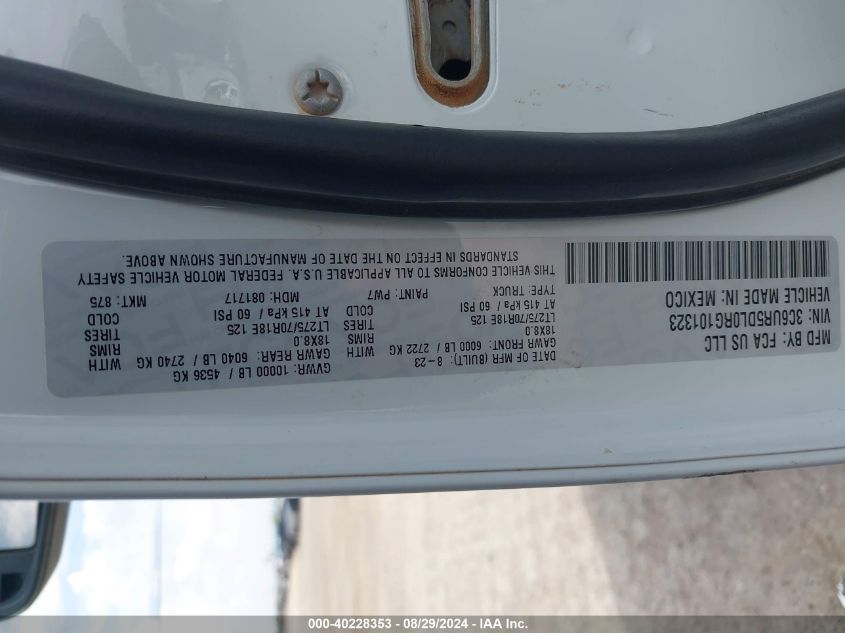 MFD BY: FCA US LLC
DATE OF MFR (BUILT): 8-23
GVWR: 10000 LB / 4536 KG
GAWR FRONT: 6000 LB / 2722 KG
WITH
GAWR REAR: 6040 LB / 2740 KG
WITH
18X8.0
RIMS
18X8.0
RIMS
LT275/70R18E 125
TIRES
LT275/70R18E 125
TIRES
AT 415 kPa / 60 PSI
COLD
AT 415 kPa / 60 PSI
COLD
VIN: 3C6UR5DL0RG101323
TYPE: TRUCK
PAINT: PW7
MDH: 081717
MKT: 875
VEHICLE MADE IN: MEXICO
THIS VEHICLE CONFORMS TO ALL APPLICABLE U.S.A. FEDERAL MOTOR VEHICLE SAFETY
STANDARDS IN EFFECT ON THE DATE OF MANUFACTURE SHOWN ABOVE.
000-40228353 - 08/29/2024 - IAA Inc.